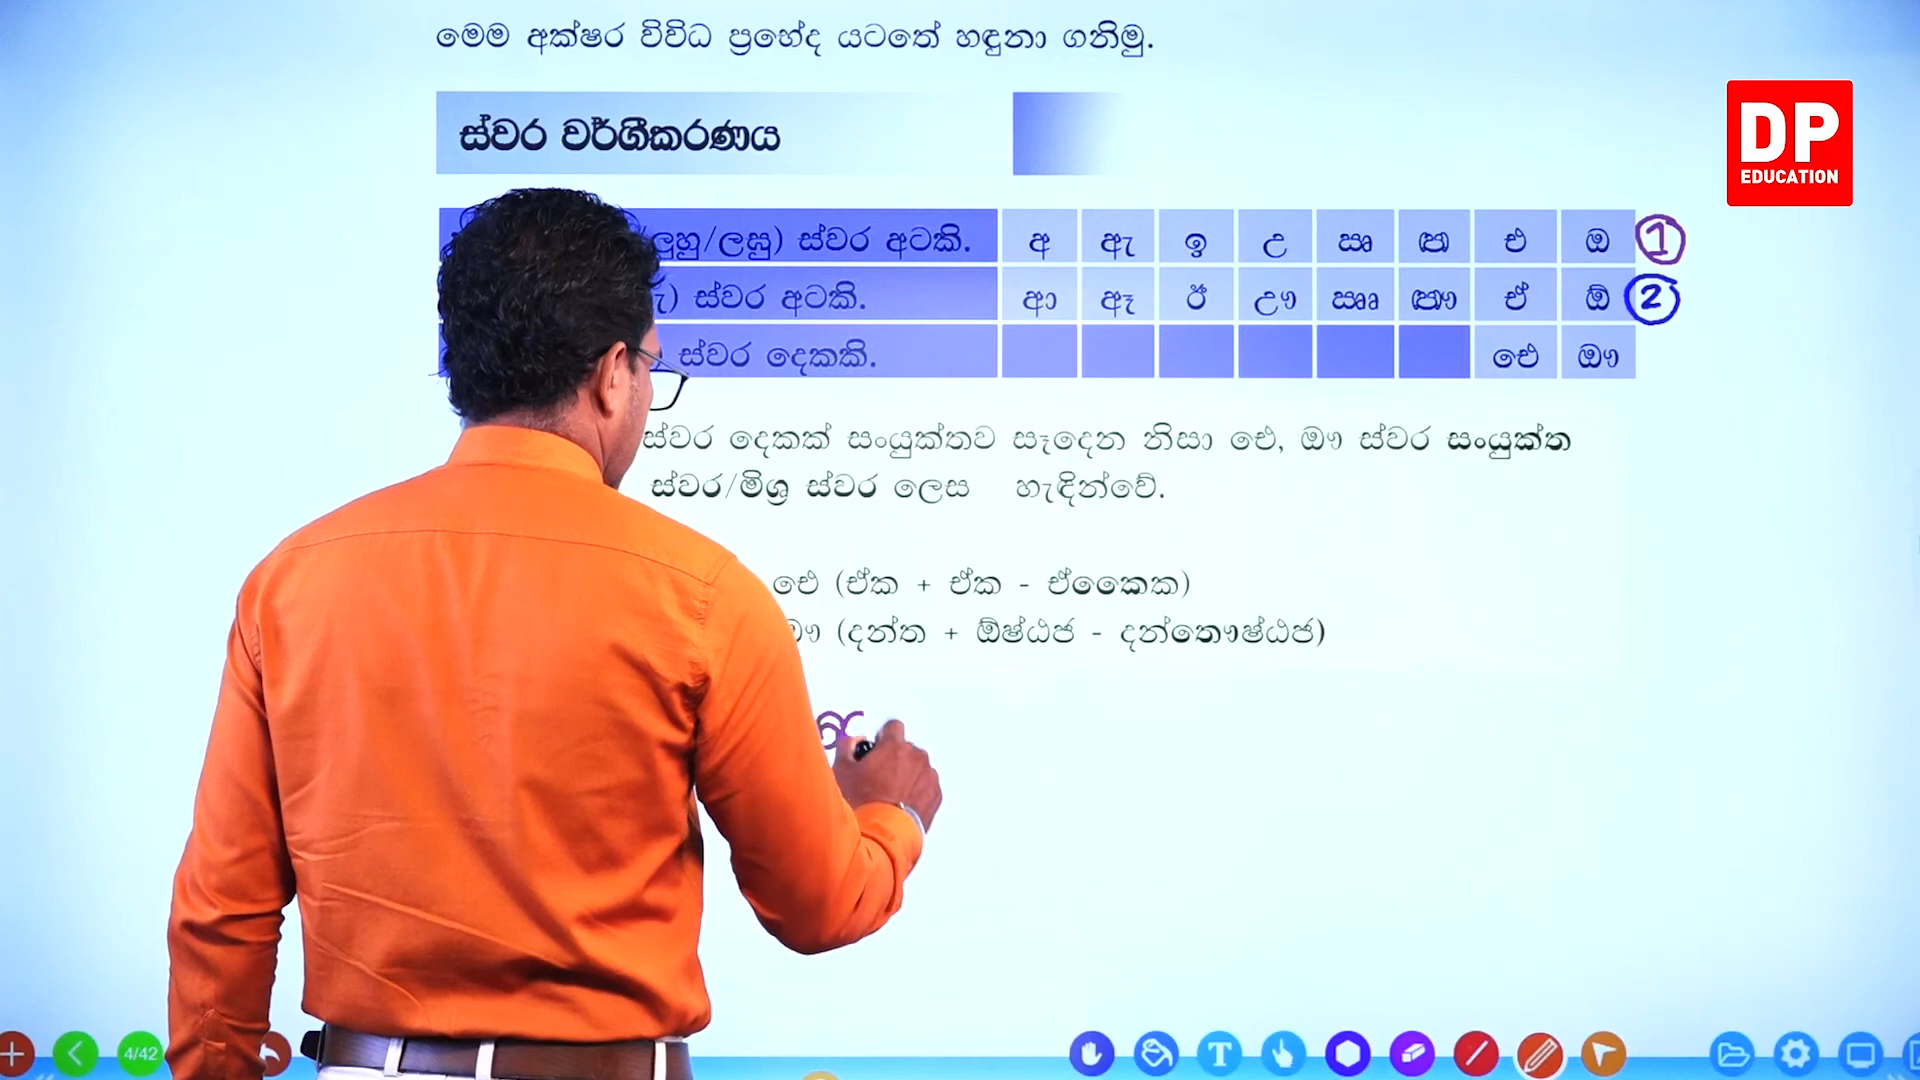 මෙම අක්ෂර විවිධ ප්‍රභේද යටතේ හඳුනා ගනිමු.
DP
EDUCATION
ස්වර වර්ගීකරණය
ලුහු/ලඝු) ස්වර අටකි. අ ඇ ඉ උ ඍ ඏ එ ඔ 1
ස්වර අටකි. ආ ඈ ඊ ඌ ඎ ඐ ඒ ඕ 2
ස්වර දෙකකි. ඓ ඖ
ස්වර දෙකක් සංයුක්තව සෑදෙන නිසා ඓ, ඖ ස්වර සංයුක්ත
ස්වර/මිශ්‍ර ස්වර ලෙස හැඳින්වේ.
ඓ (ඒක + ඒක - ඒකෛක)
(දන්ත + ඕෂ්ඨජ - දන්තෞෂ්ඨජ)
4/42
T